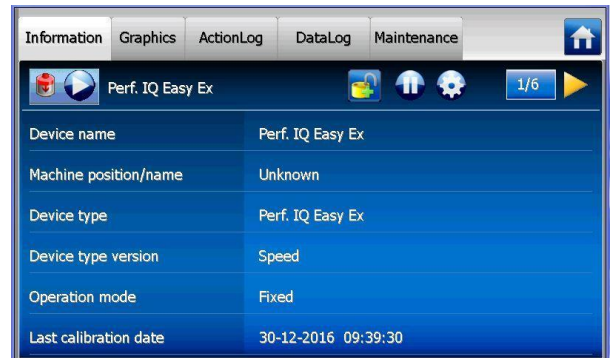 Information Graphics ActionLog DataLog Maintenance
Perf. IQ Easy Ex 1/6
Device name Perf. IQ Easy Ex
Machine position/name Unknown
Device type Perf. IQ Easy Ex
Device type version Speed
Operation mode Fixed
Last calibration date 30-12-2016 09:39:30